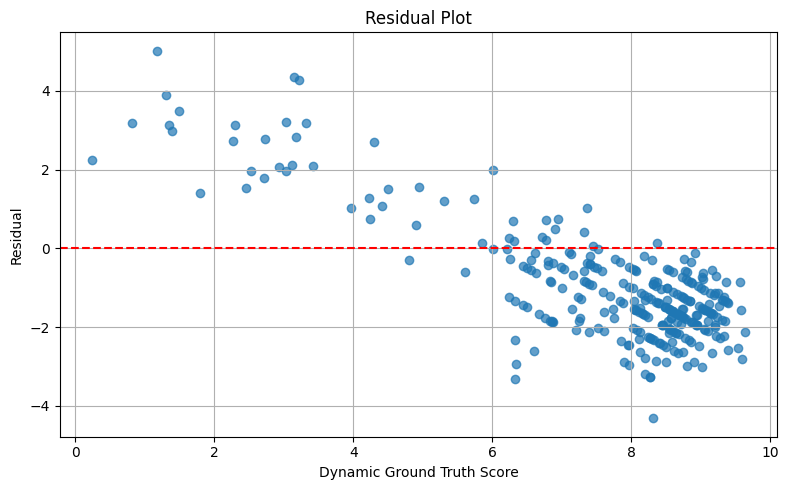 Residual Plot
Residual
4
2
0
−2
−4
0 2 4 6 8 10
Dynamic Ground Truth Score